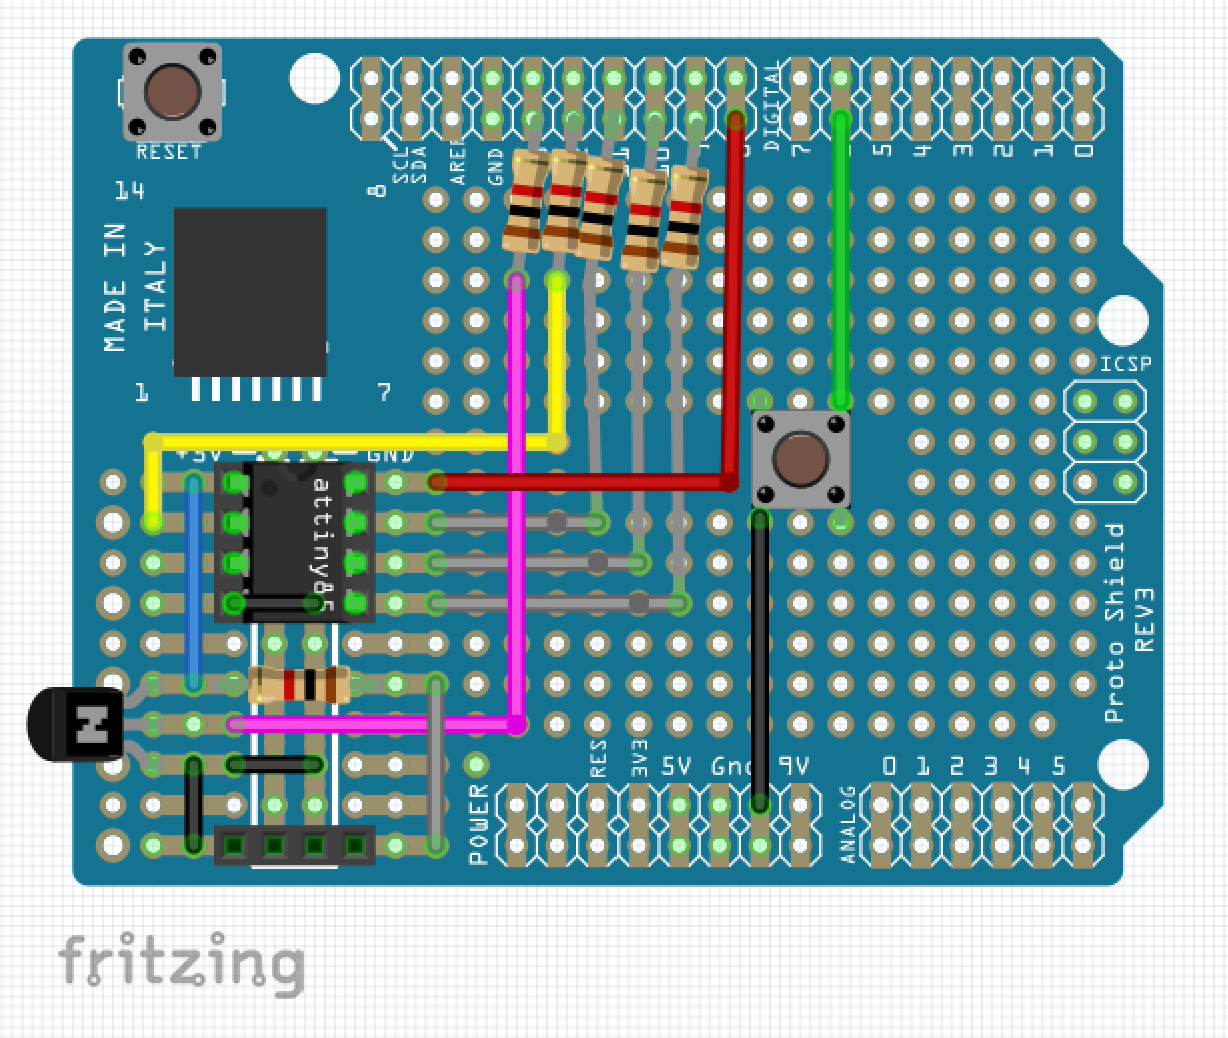 RESET
SCL
SDA
AREF
GND
DIGITAL
7
5
4
3
2
1
0
14
8
MADE IN
ITALY
1
7
ICSP
+5V
GND
attiny85
Proto Shield
REV3
RES
3V3
5V
Gnd
9V
0 1 2 3 4 5
POWER
ANALOG
N
fritzing